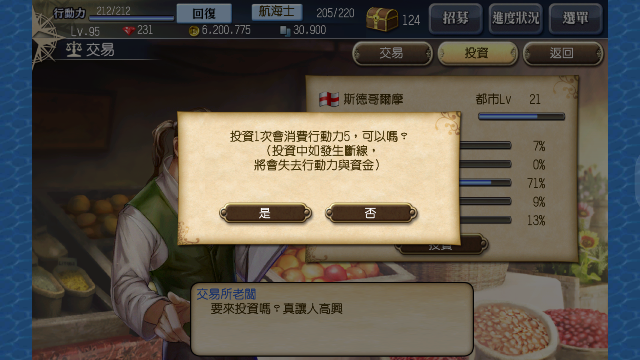 行動力 212/212
回復
航海士 205/220
124
招募
進度狀況
選單
Lv.95
231
6.200.775
30.900
交易
交易
投資
返回
斯德哥爾摩
都市Lv 21
7%
0%
71%
9%
13%
投資1次會消費行動力5，可以嗎？
（投資中如發生斷線，
將會失去行動力與資金）
是
否
投資
交易所老闆
要來投資嗎？真讓人高興